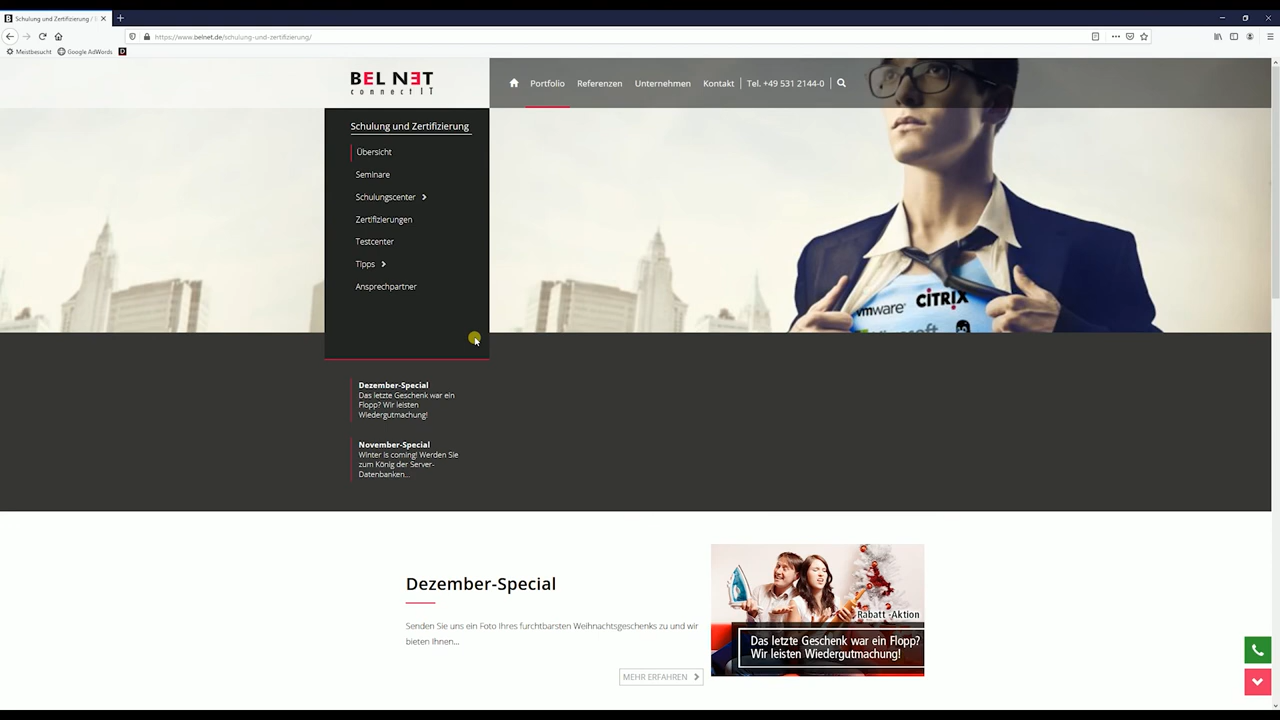 Schulung und Zertifizierung /
Meistbesucht
Google AdWords
https://www.belnet.de/schulung-und-zertifizierung/
BEL NET
connect IT
Portfolio
Referenzen
Unternehmen
Kontakt
Tel. +49 531 2144-0
Schulung und Zertifizierung
Übersicht
Seminare
Schulungscenter
Zertifizierungen
Testcenter
Tipps
Ansprechpartner
vmware
CITRIX
Microsoft
Dezember-Special
Das letzte Geschenk war ein
Flopp? Wir leisten
Wiedergutmachung!
November-Special
Winter is coming! Werden Sie
zum König der Server-
Datenbanken...
Dezember-Special
Senden Sie uns ein Foto Ihres furchtbarsten Weihnachtsgeschenks zu und wir
bieten Ihnen...
MEHR ERFAHREN
Rabatt -Aktion
Das letzte Geschenk war ein Flopp?
Wir leisten Wiedergutmachung!